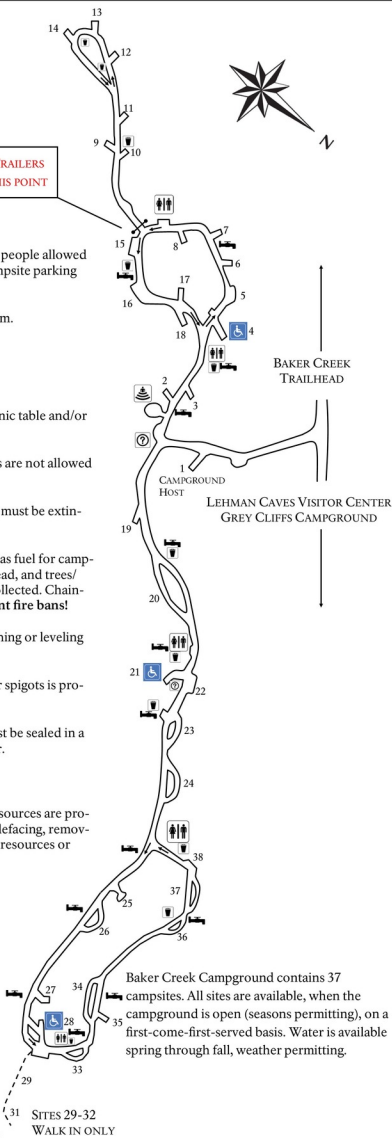 13
14
12
11
9
10
RAILERS
HIS POINT
15
8
7
6
people allowed
mpsite parking
17
16
5
m.
18
4
BAKER CREEK
TRAILHEAD
2
3
nic table and/or
s are not allowed
1
CAMPGROUND
HOST
LEHMAN CAVES VISITOR CENTER
GREY CLIFFS CAMPGROUND
must be extin-
19
as fuel for camp-
ead, and trees/
ollected. Chain-
nt fire bans!
20
ning or leveling
21
22
r spigots is pro-
23
st be sealed in a
r.
24
sources are pro-
defacing, remov-
resources or
38
37
25
26
36
Baker Creek Campground contains 37
campsites. All sites are available, when the
campground is open (seasons permitting), on a
first-come-first-served basis. Water is available
spring through fall, weather permitting.
27
34
28
35
33
29
31
SITES 29-32
WALK IN ONLY
N